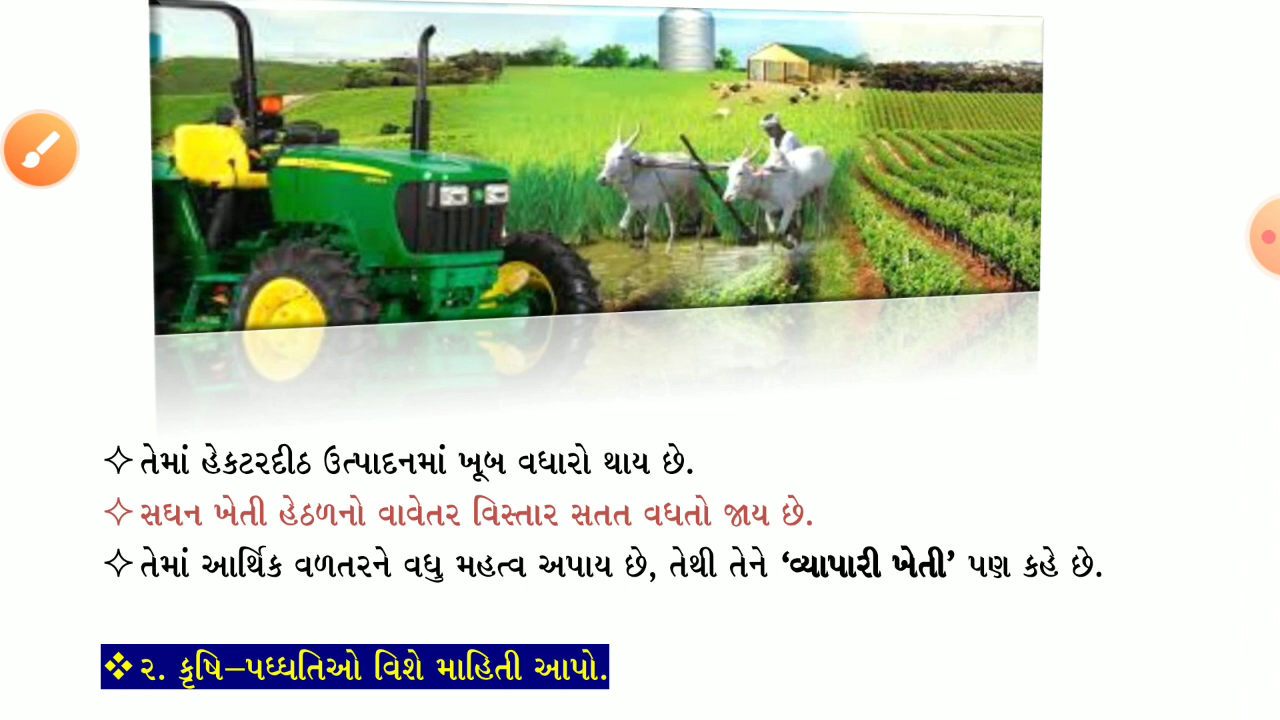 ✧ તેમાં હેકટરદીઠ ઉત્પાદનમાં ખૂબ વધારો થાય છે.
✧ સઘન ખેતી હેઠળનો વાવેતર વિસ્તાર સતત વધતો જાય છે.
✧ તેમાં આર્થિક વળતરને વધુ મહત્વ અપાય છે, તેથી તેને ‘વ્યાપારી ખેતી’ પણ કહે છે.
❖ ૨. કૃષિ–પધ્ધતિઓ વિશે માહિતી આપો.